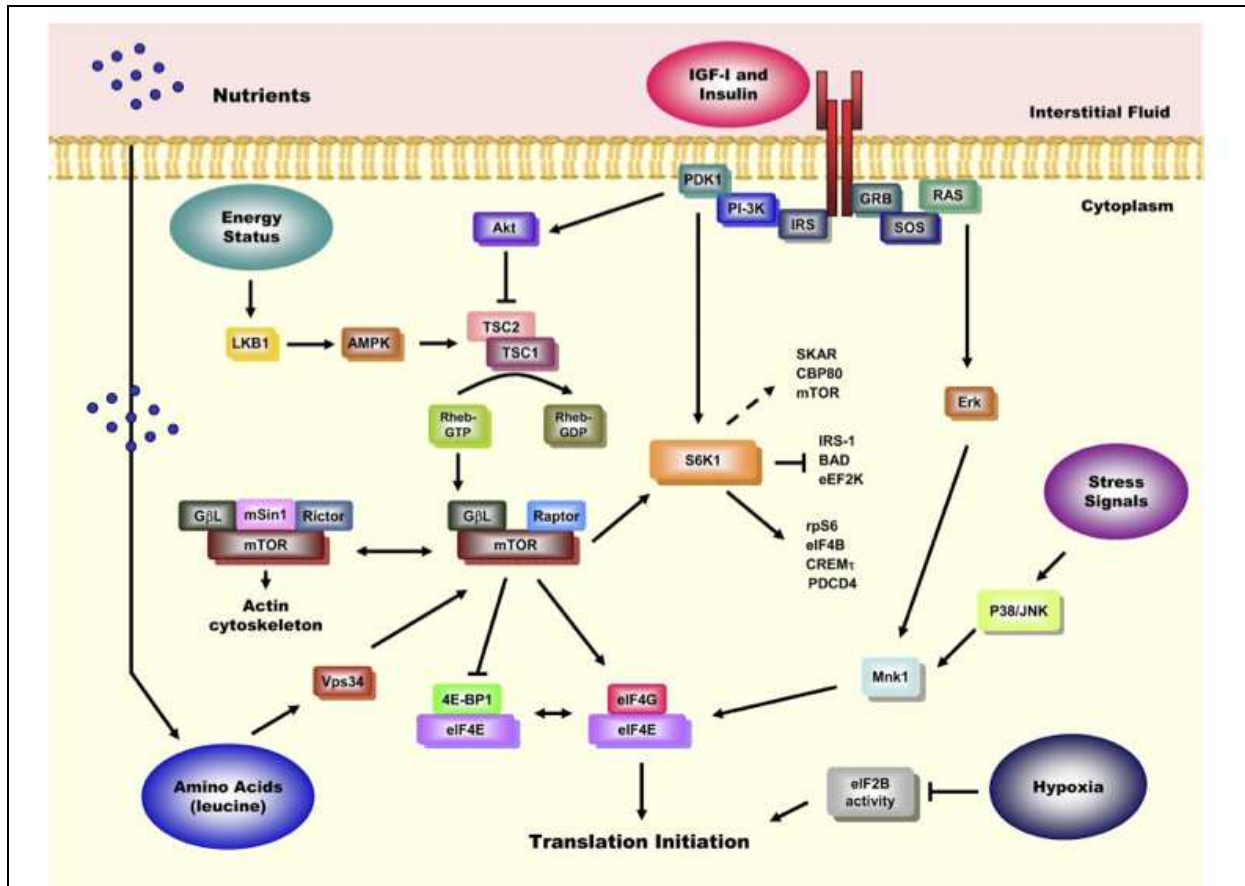 Nutrients
IGF-I and
Insulin
Interstitial Fluid
Cytoplasm
PDK1
PI-3K
IRS
GRB
SOS
RAS
Energy
Status
Akt
LKB1
AMPK
TSC2
TSC1
Rheb-
GTP
Rheb-
GDP
SKAR
CBP80
mTOR
Erk
S6K1
IRS-1
BAD
eEF2K
Stress
Signals
GβL
mSin1
Rictor
mTOR
GβL
Raptor
mTOR
rpS6
eIF4B
CREMτ
PDCD4
Actin
cytoskeleton
P38/JNK
Vps34
4E-BP1
eIF4E
eIF4G
eIF4E
Mnk1
Amino Acids
(leucine)
eIF2B
activity
Hypoxia
Translation Initiation